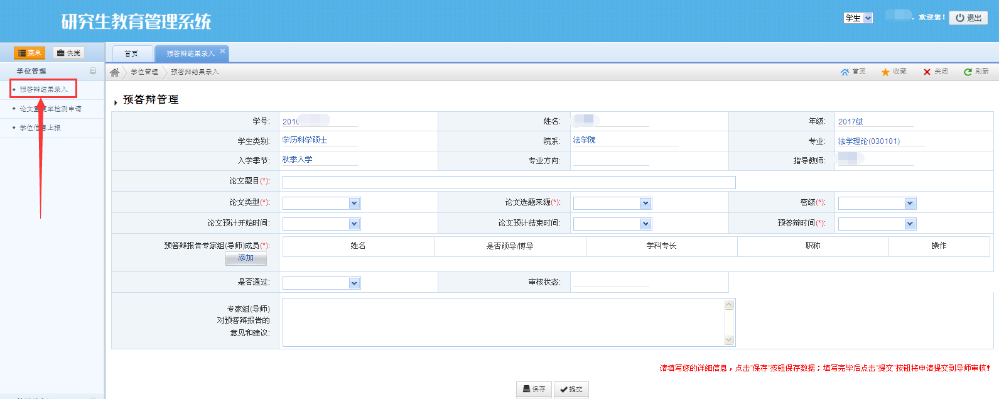 研究生教育管理系统
学生
. 欢迎您！
退出
菜单 快捷
首页 预答辩结果录入
学位管理
预答辩结果录入
论文重复率检测申请
学位信息上报
学位管理 预答辩结果录入
首页 收藏 关闭 刷新
预答辩管理
学号: 201 姓名: 年级: 2017级
学生类别: 学历科学硕士 院系: 法学院 专业: 法学理论(030101)
入学季节: 秋季入学 专业方向: 指导教师:
论文题目(*):
论文类型(*): 论文选题来源(*): 密级(*):
论文预计开始时间: 论文预计结束时间: 预答辩时间(*):
预答辩报告专家组(导师)成员(*): 姓名 是否硕导/博导 学科专长 职称 操作
添加
是否通过: 审核状态:
专家组(导师)
对预答辩报告的
意见和建议:
请填写您的详细信息，点击"保存"按钮保存数据；填写完毕后点击"提交"按钮将申请提交到导师审核！
保存 提交